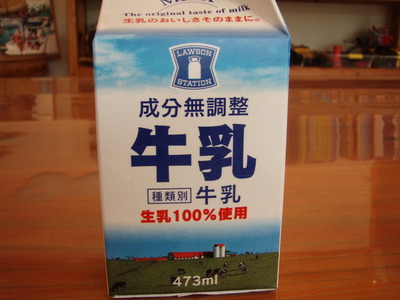 The original taste of milk
生乳のおいしさそのままに。
LAWSON
STATION
成分無調整
牛乳
種類別 牛乳
生乳100%使用
473ml